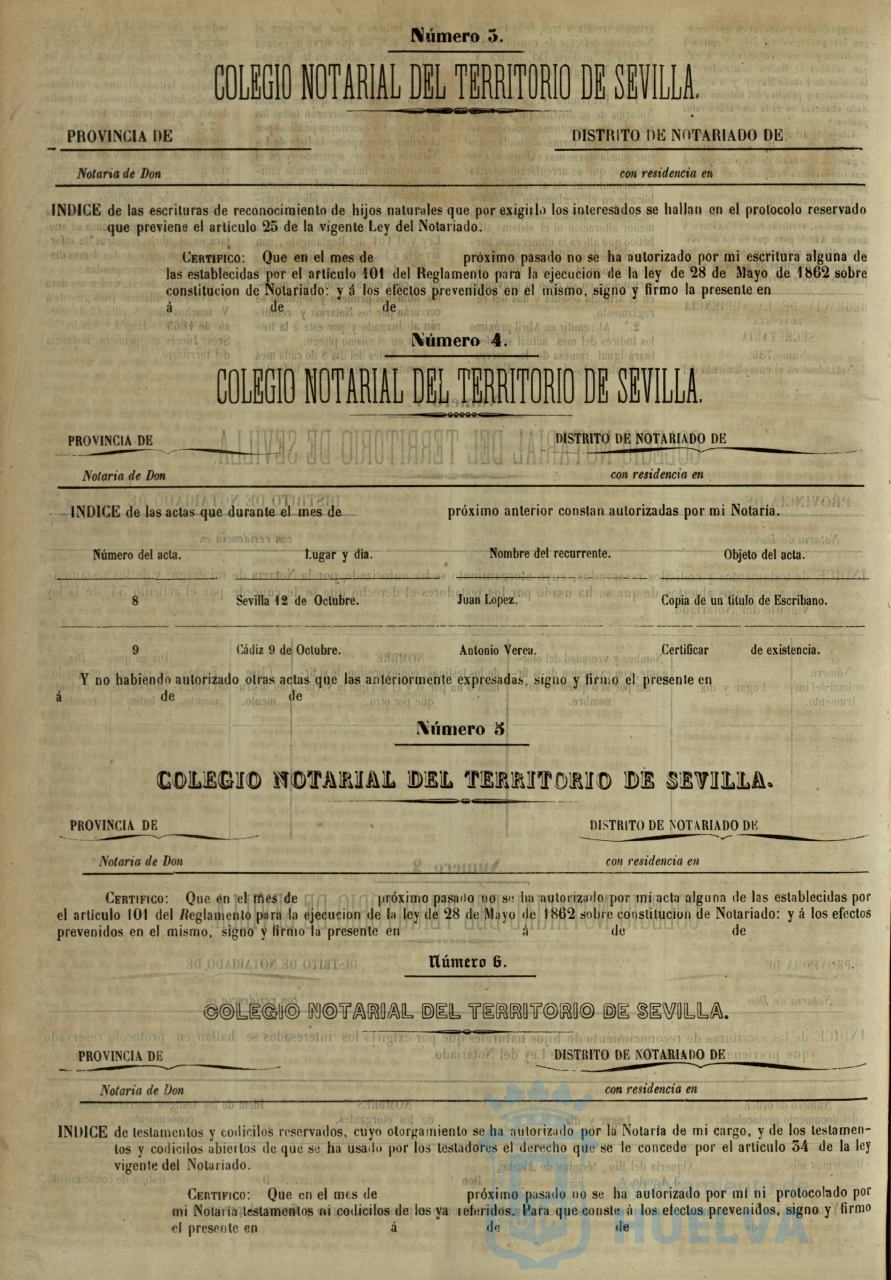 Número 3.
COLEGIO NOTARIAL DEL TERRITORIO DE SEVILLA.
PROVINCIA DE DISTRITO DE NOTARIADO DE
Notaria de Don con residencia en
INDICE de las escrituras de reconocimiento de hijos naturales que por exigirlo los interesados se hallan en el protocolo reservado
que previene el articulo 25 de la vigente Ley del Notariado.
CERTIFICO: Que en el mes de próximo pasado no se ha autorizado por mi escritura alguna de
las establecidas por el artículo 101 del Reglamento para la ejecucion de la ley de 28 de Mayo de 1862 sobre
constitucion de Notariado: y á los efectos prevenidos en el mismo, signo y firmo la presente en
á de de
Número 4.
COLEGIO NOTARIAL DEL TERRITORIO DE SEVILLA.
PROVINCIA DE DISTRITO DE NOTARIADO DE
Notaria de Don con residencia en
INDICE de las actas que durante el mes de próximo anterior constan autorizadas por mi Notaria.
Número del acta. Lugar y dia. Nombre del recurrente. Objeto del acta.
8 Sevilla 12 de Octubre. Juan Lopez. Copia de un titulo de Escribano.
9 Cádiz 9 de Octubre. Antonio Verea. Certificar de existencia.
Y no habiendo autorizado otras actas que las anteriormente expresadas, signo y firmo el presente en
á de de
Número 5
COLEGIO NOTARIAL DEL TERRITORIO DE SEVILLA.
PROVINCIA DE DISTRITO DE NOTARIADO DE
Notaria de Don con residencia en
CERTIFICO: Que en el mes de próximo pasado no se ha autorizado por mi acta alguna de las establecidas por
el articulo 101 del Reglamento para la ejecucion de la ley de 28 de Mayo de 1862 sobre constitucion de Notariado: y á los efectos
prevenidos en el mismo, signo y firmo la presente en á de de
Número 6.
COLEGIO NOTARIAL DEL TERRITORIO DE SEVILLA.
PROVINCIA DE DISTRITO DE NOTARIADO DE
Notaria de Don con residencia en
INDICE de testamentos y codicilos reservados, cuyo otorgamiento se ha autorizado por la Notaría de mi cargo, y de los testamen-
tos y codicilos abiertos de que se ha usado por los testadores el derecho que se le concede por el articulo 34 de la ley
vigente del Notariado.
CERTIFICO: Que en el mes de próximo pasado no se ha autorizado por mí ni protocolado por
mi Notaría testamentos ni codicilos de los ya referidos. Para que conste á los efectos prevenidos, signo y firmo
el presente en á de de
Ayuntamiento de
HUELVA